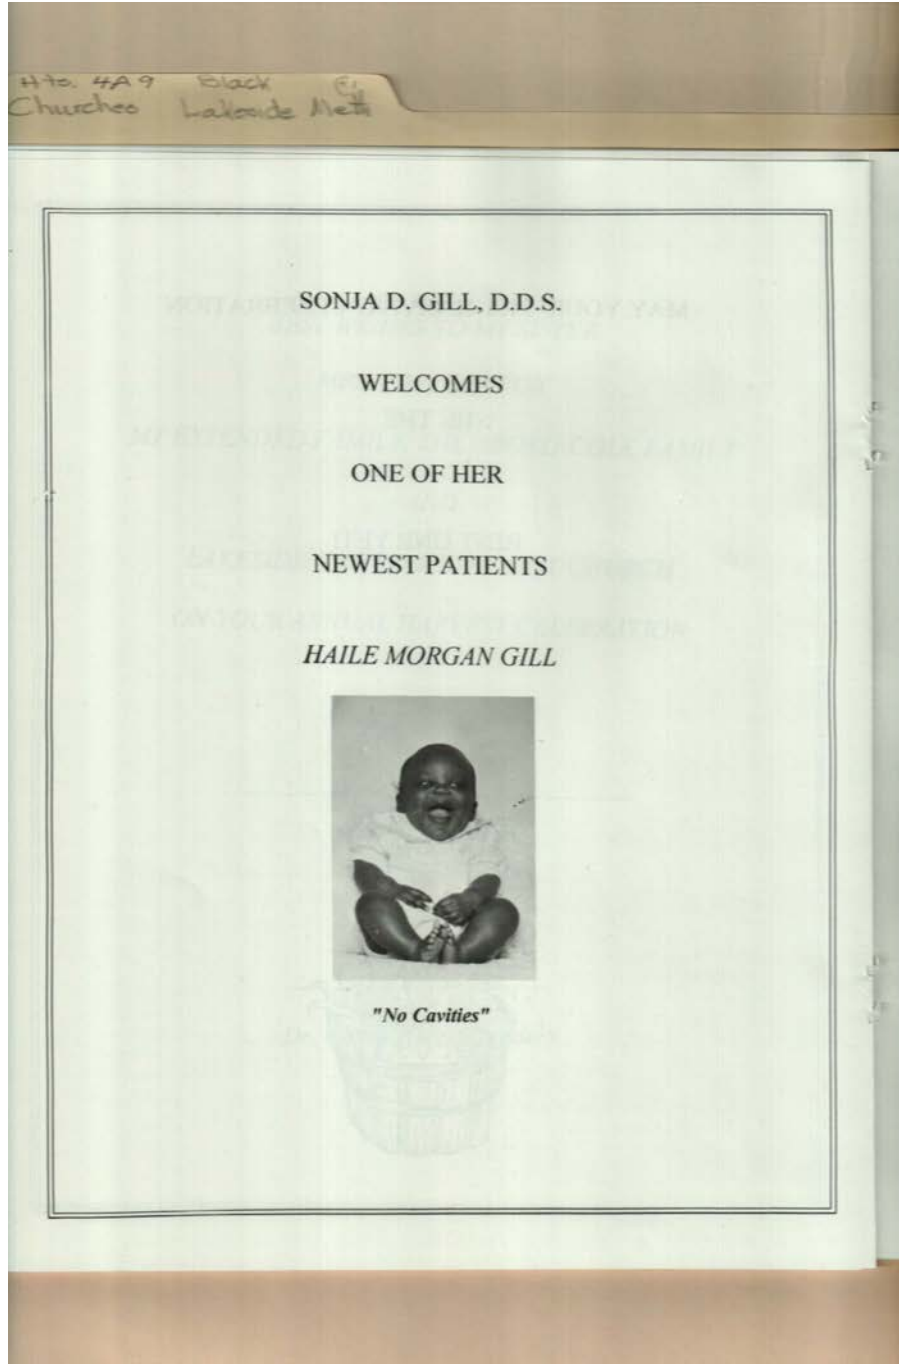 Hto. 4A9 Black
Churches Lakeside Meth
SONJA D. GILL, D.D.S.
WELCOMES
ONE OF HER
NEWEST PATIENTS
HAILE MORGAN GILL
"No Cavities"